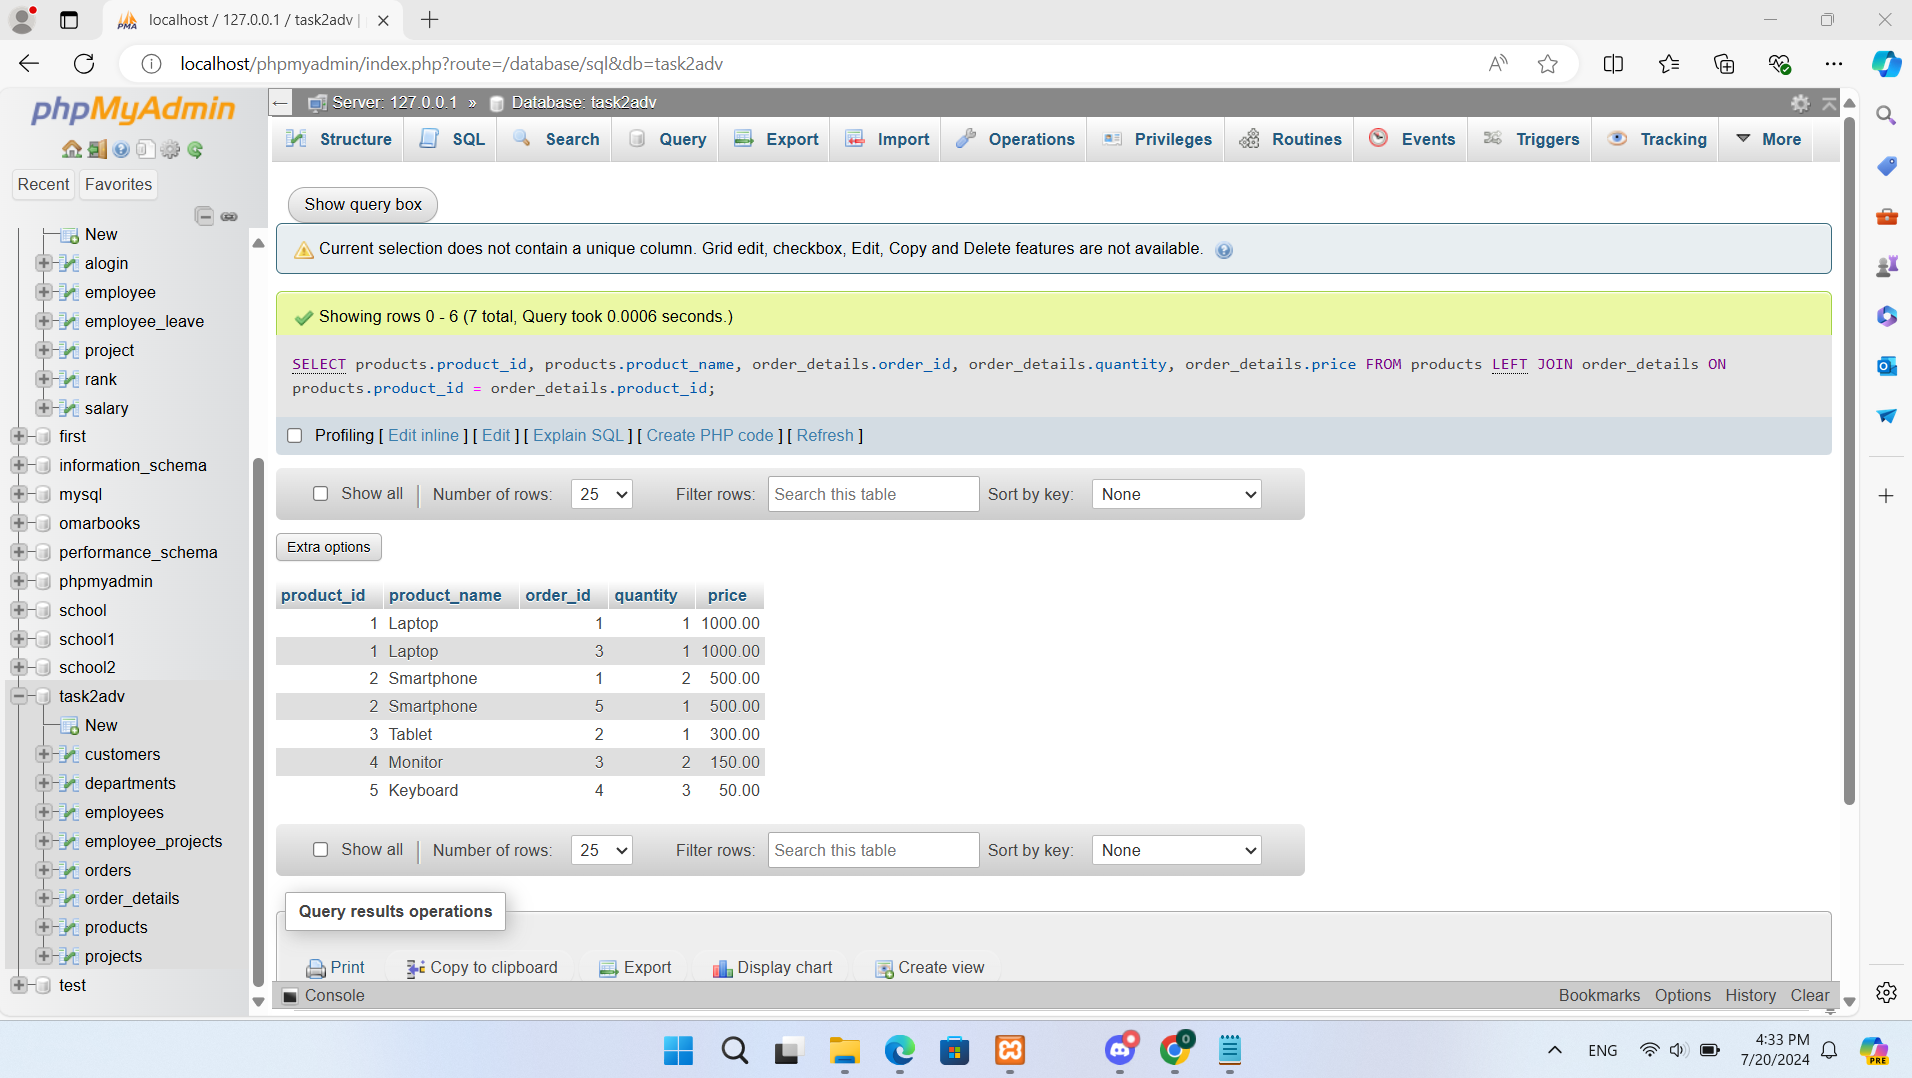 localhost / 127.0.0.1 / task2adv |
localhost/phpmyadmin/index.php?route=/database/sql&db=task2adv
phpMyAdmin
Recent Favorites
New
alogin
employee
employee_leave
project
rank
salary
first
information_schema
mysql
omarbooks
performance_schema
phpmyadmin
school
school1
school2
task2adv
New
customers
departments
employees
employee_projects
orders
order_details
products
projects
test
Server: 127.0.0.1 » Database: task2adv
Structure SQL Search Query Export Import Operations Privileges Routines Events Triggers Tracking More
Show query box
Current selection does not contain a unique column. Grid edit, checkbox, Edit, Copy and Delete features are not available.
Showing rows 0 - 6 (7 total, Query took 0.0006 seconds.)
SELECT products.product_id, products.product_name, order_details.order_id, order_details.quantity, order_details.price FROM products LEFT JOIN order_details ON
products.product_id = order_details.product_id;
Profiling [ Edit inline ] [ Edit ] [ Explain SQL ] [ Create PHP code ] [ Refresh ]
Show all Number of rows: 25 Filter rows: Search this table Sort by key: None
Extra options
product_id product_name order_id quantity price
1 Laptop 1 1 1000.00
1 Laptop 3 1 1000.00
2 Smartphone 1 2 500.00
2 Smartphone 5 1 500.00
3 Tablet 2 1 300.00
4 Monitor 3 2 150.00
5 Keyboard 4 3 50.00
Show all Number of rows: 25 Filter rows: Search this table Sort by key: None
Query results operations
Print Copy to clipboard Export Display chart Create view
Console Bookmarks Options History Clear
0
ENG
4:33 PM
7/20/2024
PRE